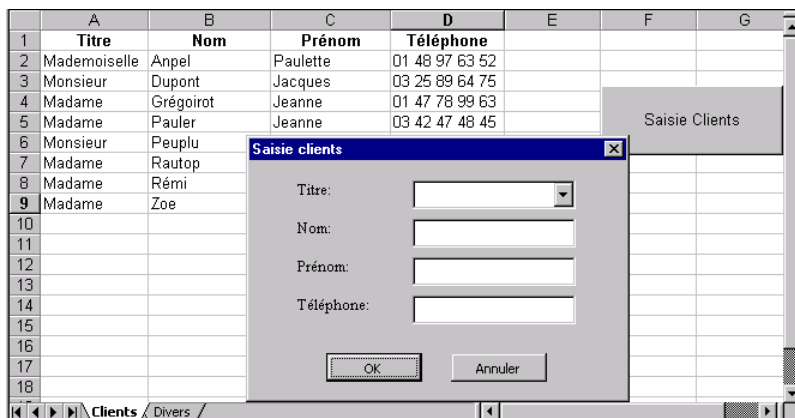 A B C D E F G
1 Titre Nom Prénom Téléphone
2 Mademoiselle Anpel Paulette 01 48 97 63 52
3 Monsieur Dupont Jacques 03 25 89 64 75
4 Madame Grégoirot Jeanne 01 47 78 99 63
5 Madame Pauler Jeanne 03 42 47 48 45
Saisie Clients
6 Monsieur Peuplu
7 Madame Rautop
8 Madame Rémi
9 Madame Zoe
10
11
12
13
14
15
16
17
18
Saisie clients
Titre:
Nom:
Prénom:
Téléphone:
OK Annuler
Clients Divers